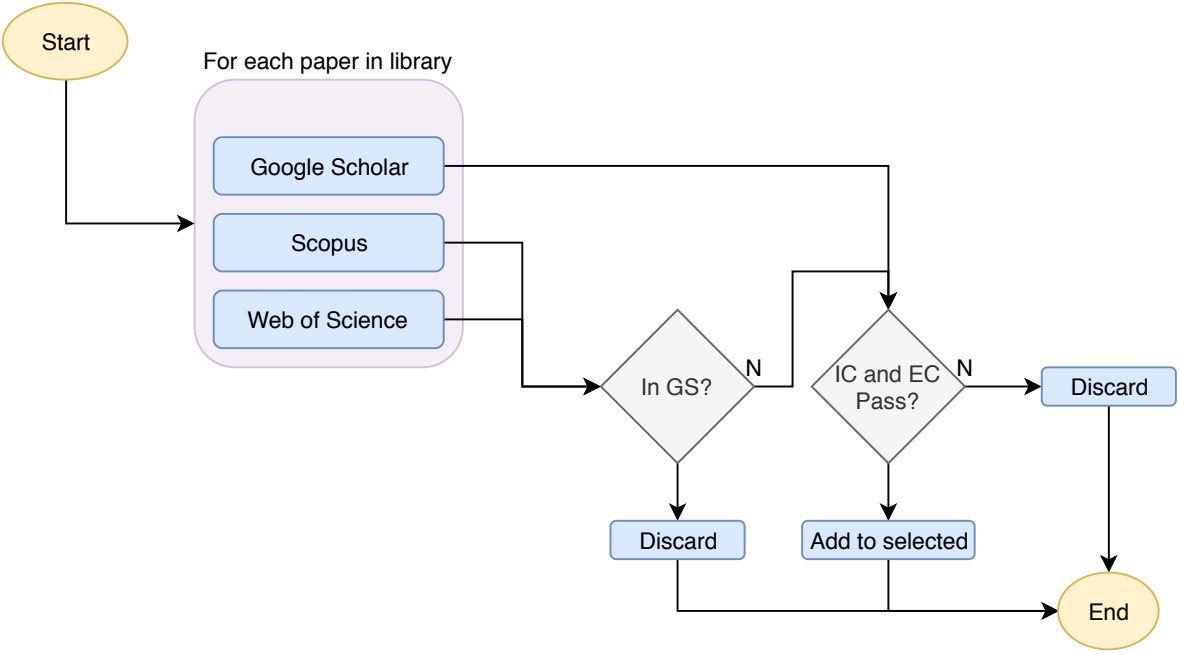 Start
For each paper in library
Google Scholar
Scopus
Web of Science
In GS?
N
IC and EC
Pass?
N
Discard
Discard
Add to selected
End